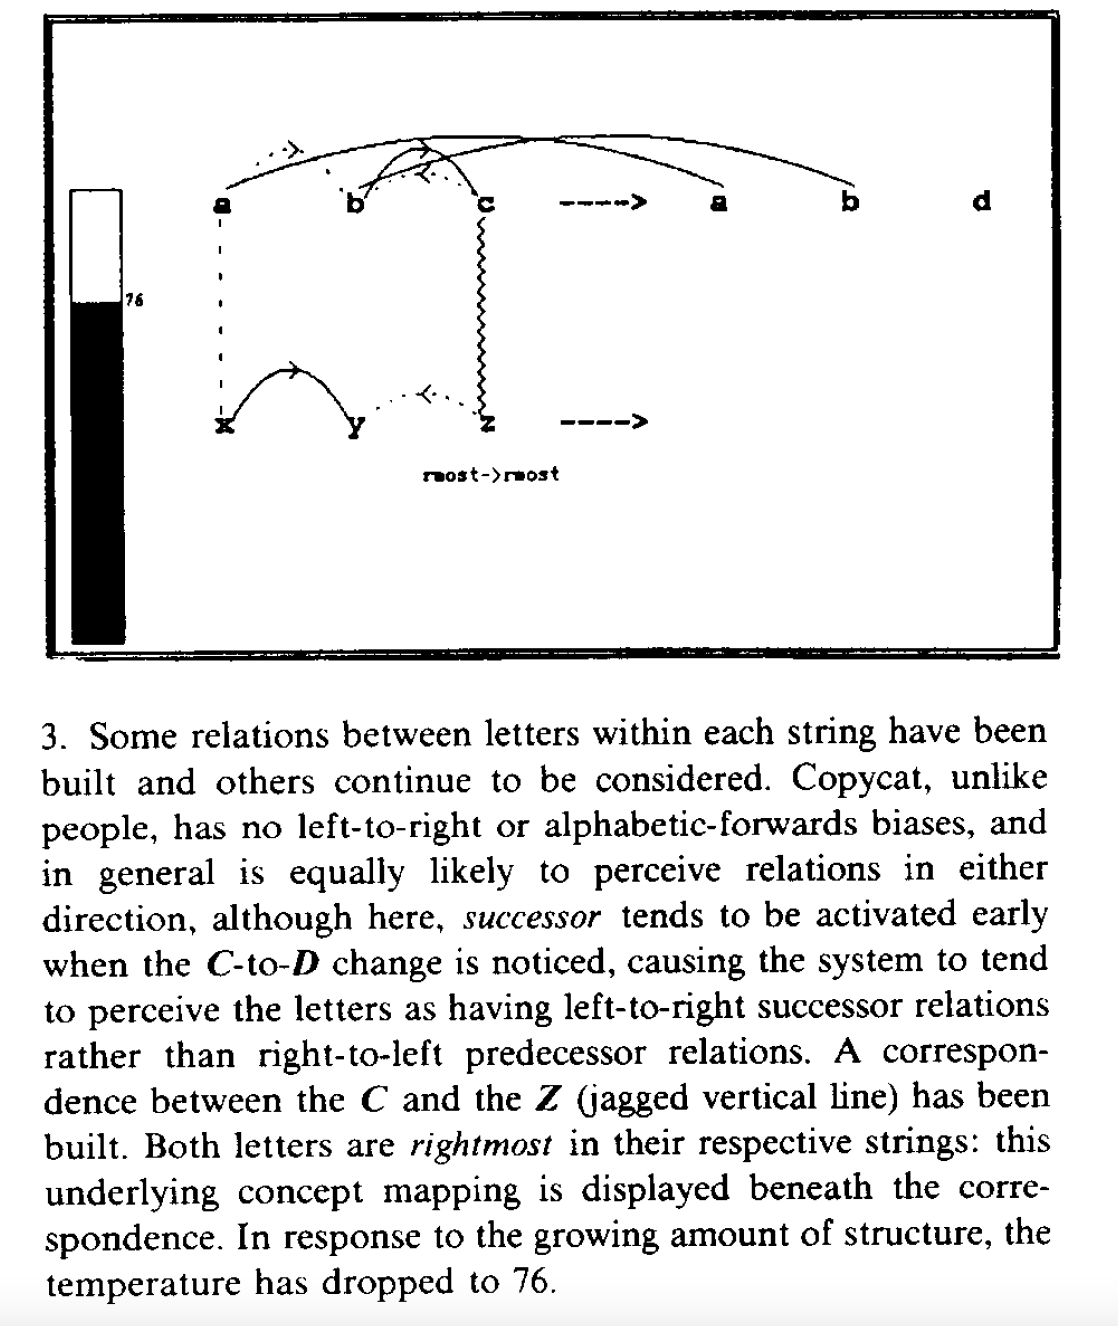 a b c ----> a b d
76
x y z ---->
rmost->rmost
3. Some relations between letters within each string have been
built and others continue to be considered. Copycat, unlike
people, has no left-to-right or alphabetic-forwards biases, and
in general is equally likely to perceive relations in either
direction, although here, successor tends to be activated early
when the C-to-D change is noticed, causing the system to tend
to perceive the letters as having left-to-right successor relations
rather than right-to-left predecessor relations. A correspon-
dence between the C and the Z (jagged vertical line) has been
built. Both letters are rightmost in their respective strings: this
underlying concept mapping is displayed beneath the corre-
spondence. In response to the growing amount of structure, the
temperature has dropped to 76.